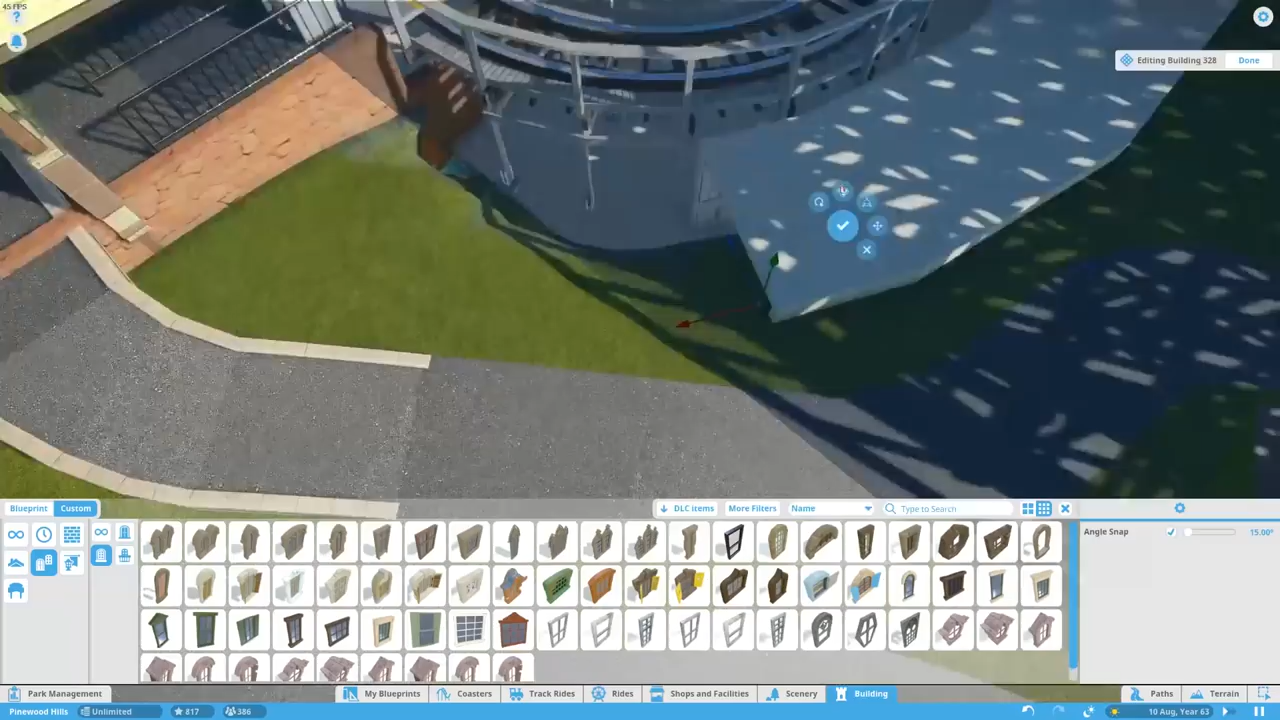 45 FPS
Editing Building 328
Done
Blueprint
Custom
DLC items
More Filters
Name
Type to Search
Angle Snap
15.00°
Park Management
My Blueprints
Coasters
Track Rides
Rides
Shops and Facilities
Scenery
Building
Paths
Terrain
Pinewood Hills
Unlimited
817
386
10 Aug, Year 63